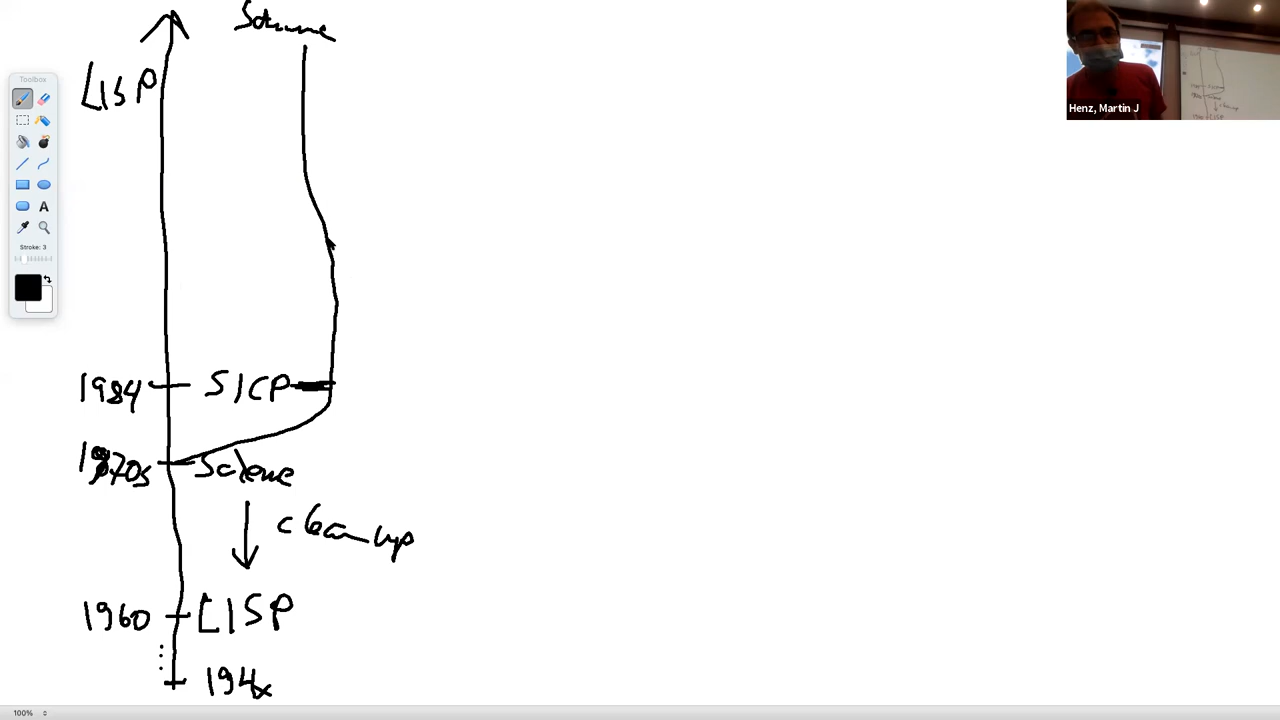 Scheme
LISP
Toolbox
A
Stroke: 3
Henz, Martin J
1984 SICP
1970s Scheme
clean up
1960 LISP
194x
100%